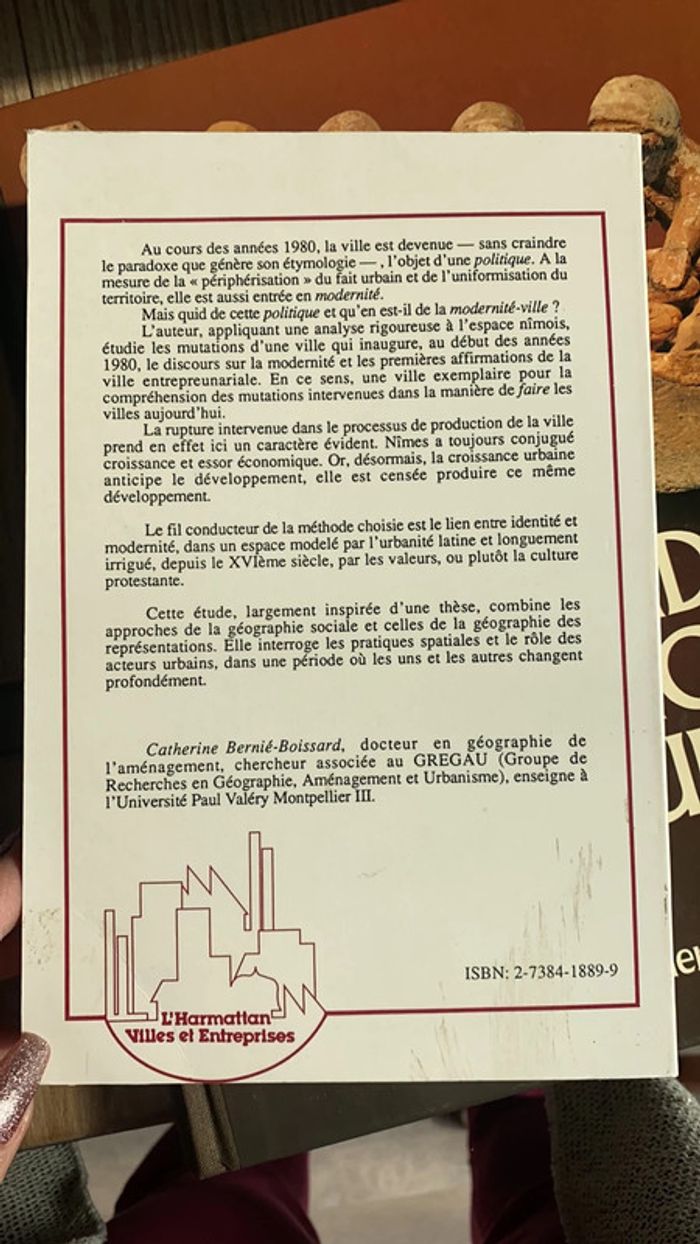 Au cours des années 1980, la ville est devenue — sans craindre
le paradoxe que génère son étymologie — , l'objet d'une politique. A la
mesure de la « périphérisation » du fait urbain et de l'uniformisation du
territoire, elle est aussi entrée en modernité.
Mais quid de cette politique et qu'en est-il de la modernité-ville ?
L'auteur, appliquant une analyse rigoureuse à l'espace nîmois,
étudie les mutations d'une ville qui inaugure, au début des années
1980, le discours sur la modernité et les premières affirmations de la
ville entrepreunariale. En ce sens, une ville exemplaire pour la
compréhension des mutations intervenues dans la manière de faire les
villes aujourd'hui.
La rupture intervenue dans le processus de production de la ville
prend en effet ici un caractère évident. Nîmes a toujours conjugué
croissance et essor économique. Or, désormais, la croissance urbaine
anticipe le développement, elle est censée produire ce même
développement.
Le fil conducteur de la méthode choisie est le lien entre identité et
modernité, dans un espace modelé par l'urbanité latine et longuement
irrigué, depuis le XVIème siècle, par les valeurs, ou plutôt la culture
protestante.
Cette étude, largement inspirée d'une thèse, combine les
approches de la géographie sociale et celles de la géographie des
représentations. Elle interroge les pratiques spatiales et le rôle des
acteurs urbains, dans une période où les uns et les autres changent
profondément.
Catherine Bernié-Boissard, docteur en géographie de
l'aménagement, chercheur associée au GREGAU (Groupe de
Recherches en Géographie, Aménagement et Urbanisme), enseigne à
l'Université Paul Valéry Montpellier III.
ISBN: 2-7384-1889-9
L'Harmattan
Villes et Entreprises